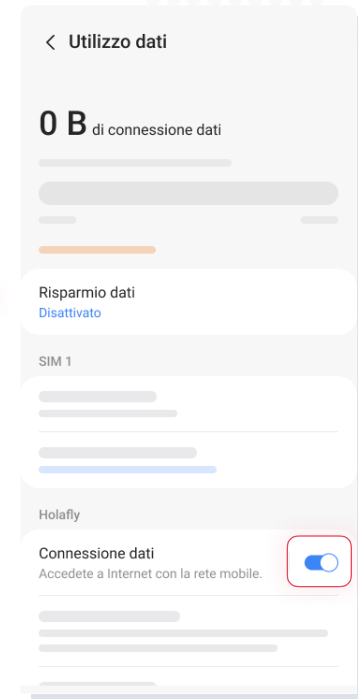 Utilizzo dati
0 B di connessione dati
Risparmio dati
Disattivato
SIM 1
Holafly
Connessione dati
Accedete a Internet con la rete mobile.